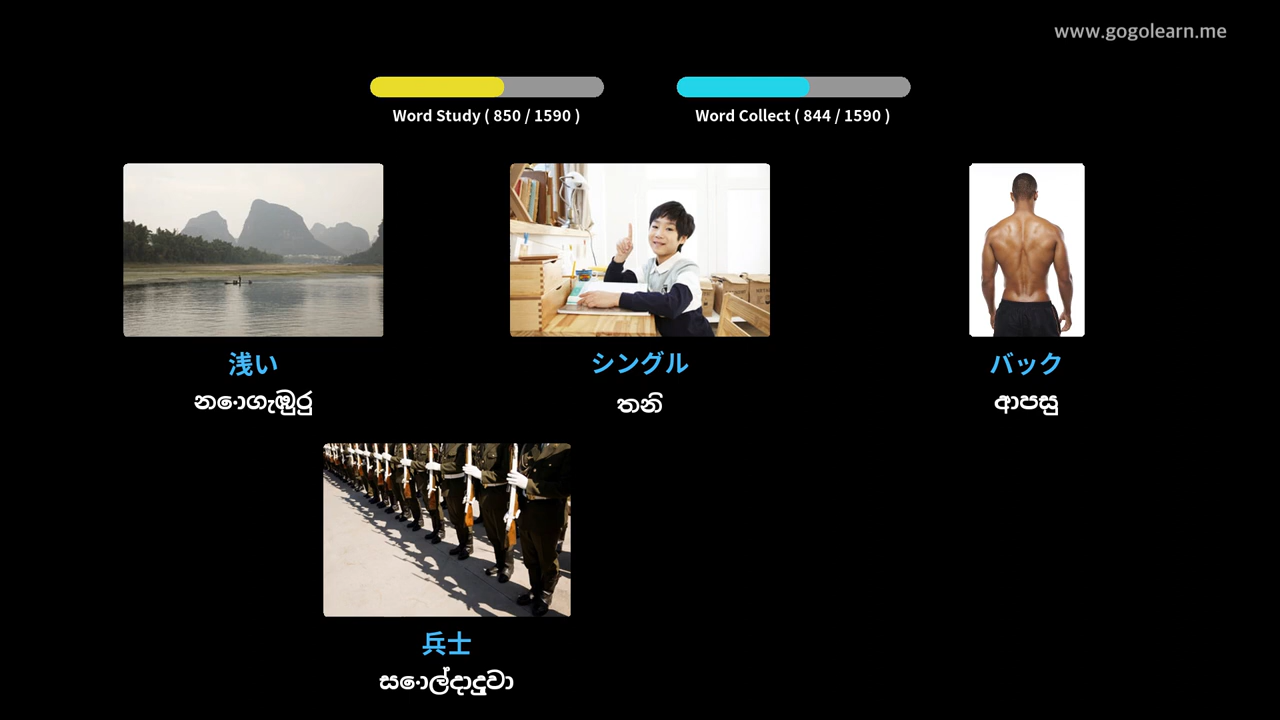 www.gogolearn.me
Word Study ( 850 / 1590 )
Word Collect ( 844 / 1590 )
浅い
නොගැඹුරු
シングル
තනි
バック
ආපසු
兵士
සොල්දාදුවා